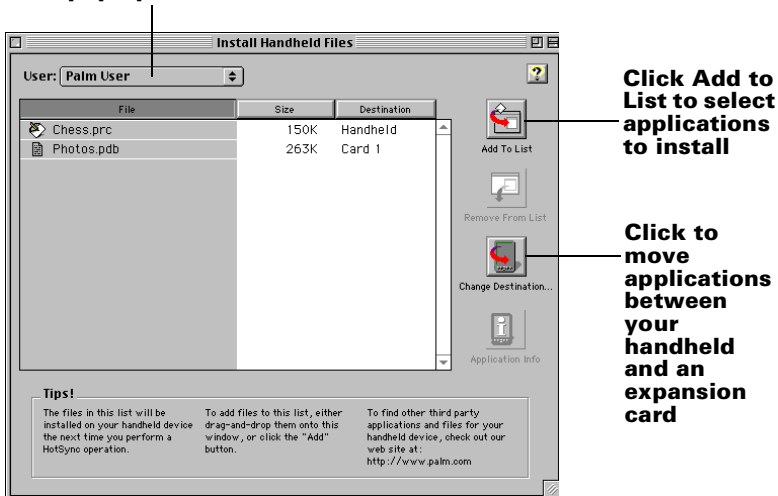 Install Handheld Files
User: Palm User
File Size Destination
Chess.prc 150K Handheld
Photos.pdb 263K Card 1
Add To List
Remove From List
Change Destination...
Application Info
Click Add to
List to select
applications
to install
Click to
move
applications
between
your
handheld
and an
expansion
card
Tips!
The files in this list will be
installed on your handheld device
the next time you perform a
HotSync operation.
To add files to this list, either
drag-and-drop them onto this
window, or click the "Add"
button.
To find other third party
applications and files for your
handheld device, check out our
web site at:
http://www.palm.com